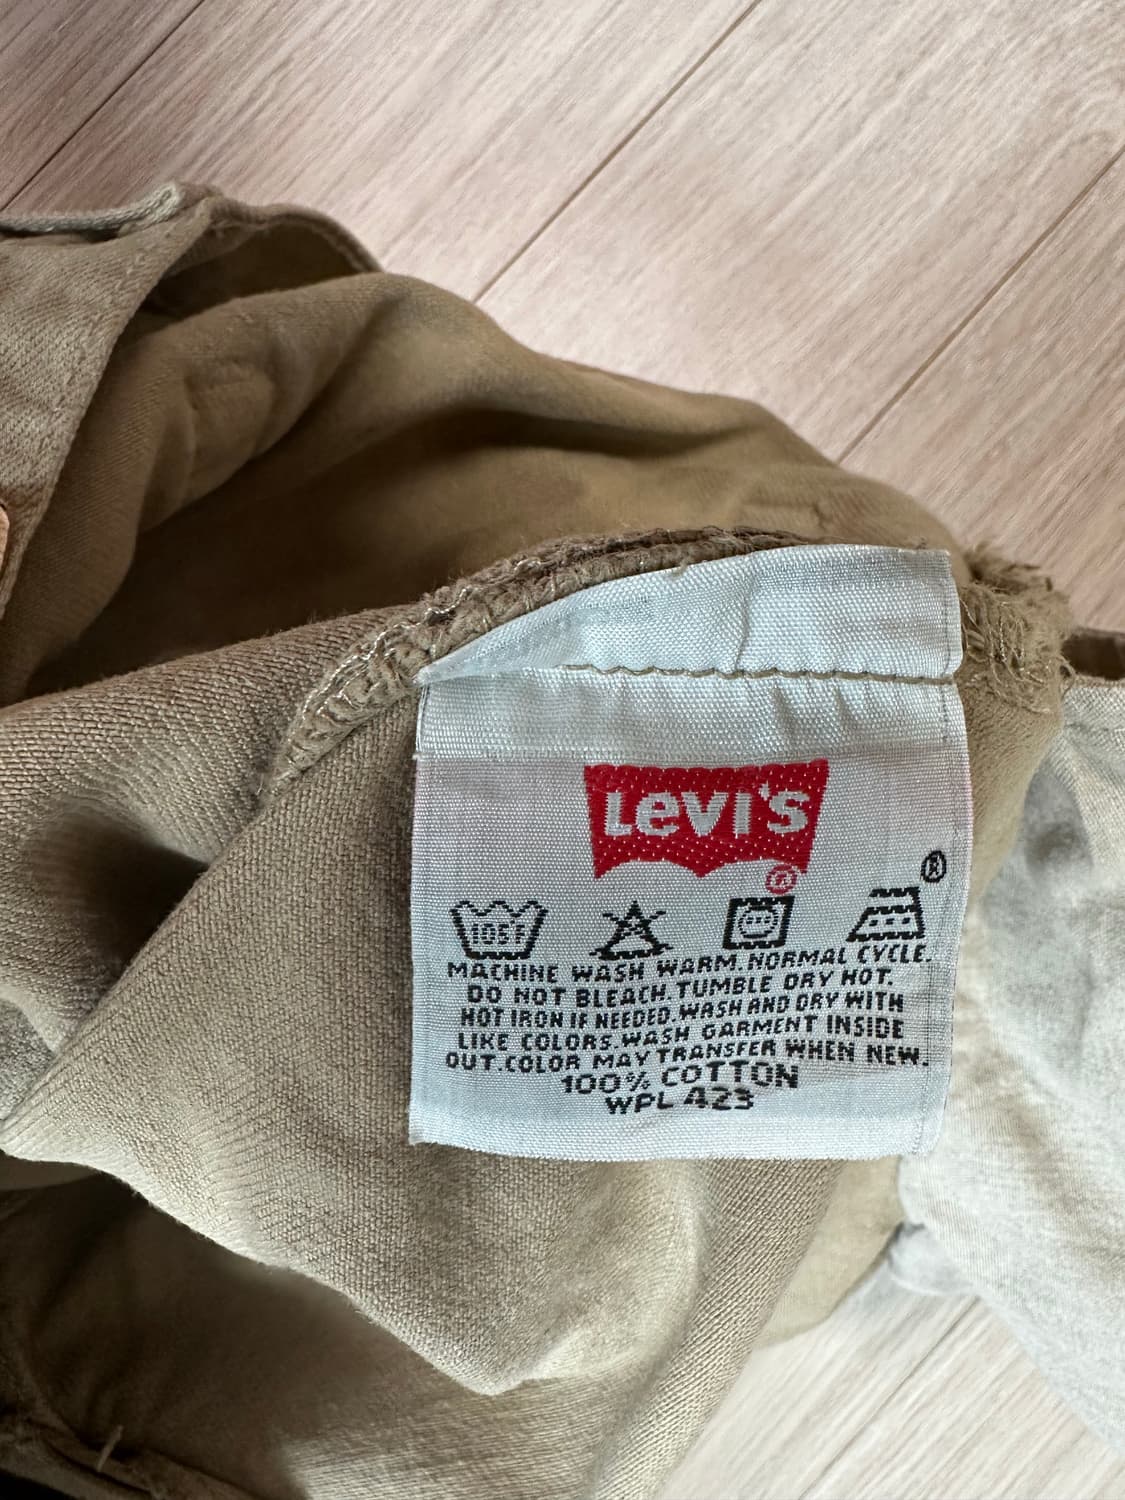 Levi's
®
®
105°F
MACHINE WASH WARM. NORMAL CYCLE.
DO NOT BLEACH. TUMBLE DRY HOT.
HOT IRON IF NEEDED. WASH AND DRY WITH
LIKE COLORS. WASH GARMENT INSIDE
OUT. COLOR MAY TRANSFER WHEN NEW.
100% COTTON
WPL 423